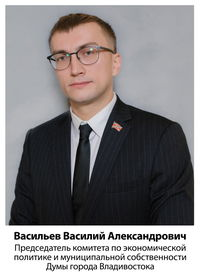 Васильев Василий Александрович
Председатель комитета по экономической
политике и муниципальной собственности
Думы города Владивостока